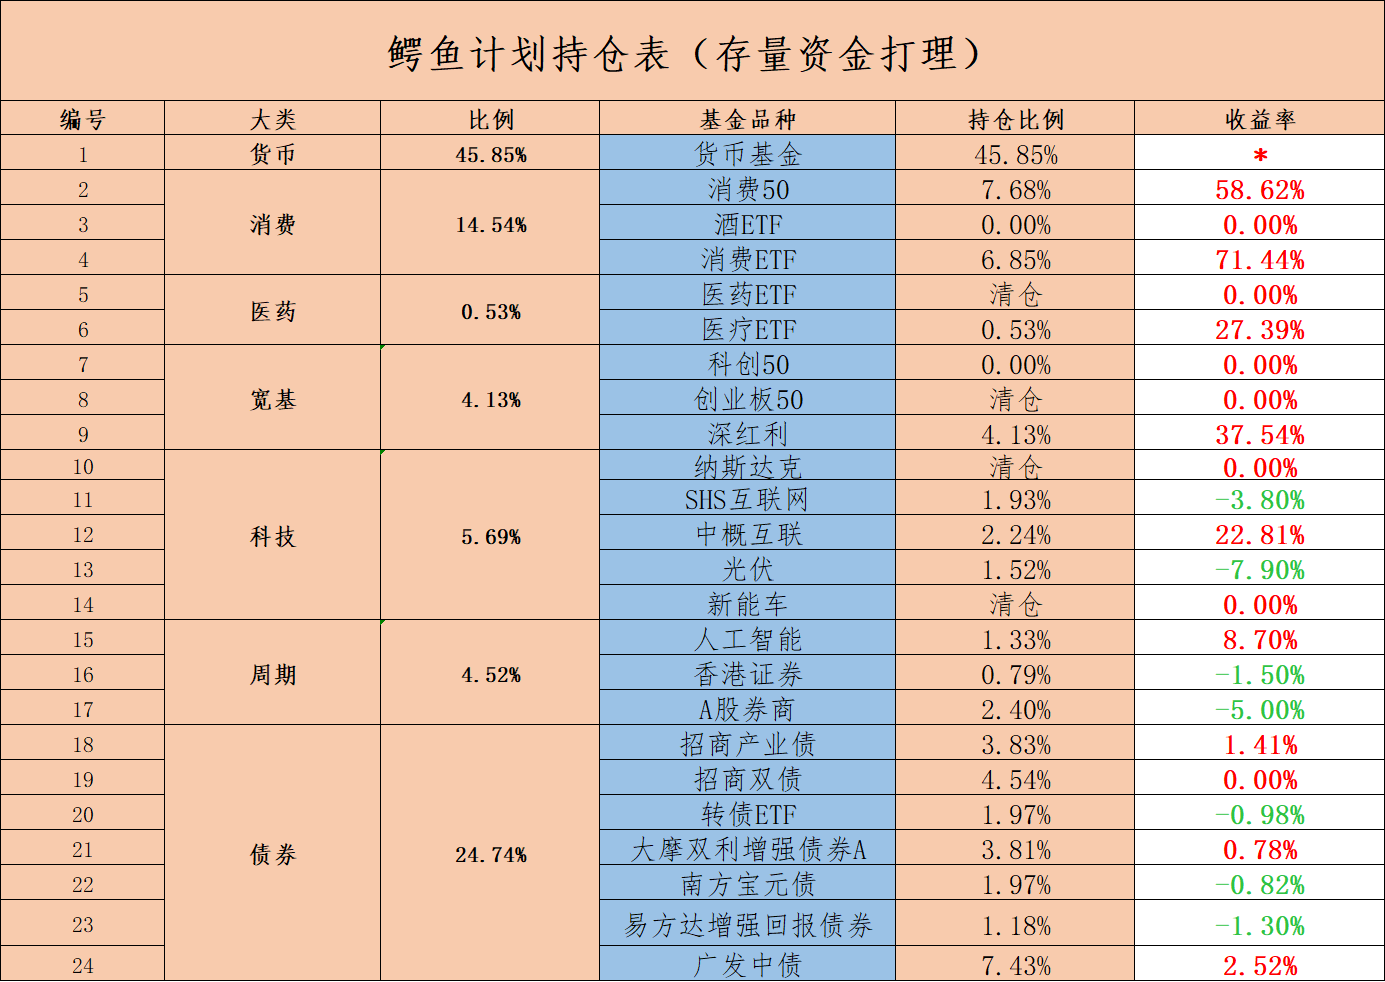 鳄鱼计划持仓表（存量资金打理）
编号 大类 比例 基金品种 持仓比例 收益率
1 货币 45.85% 货币基金 45.85% *
2 消费 14.54% 消费50 7.68% 58.62%
3 酒ETF 0.00% 0.00%
4 消费ETF 6.85% 71.44%
5 医药 0.53% 医药ETF 清仓 0.00%
6 医疗ETF 0.53% 27.39%
7 宽基 4.13% 科创50 0.00% 0.00%
8 创业板50 清仓 0.00%
9 深红利 4.13% 37.54%
10 科技 5.69% 纳斯达克 清仓 0.00%
11 SHS互联网 1.93% -3.80%
12 中概互联 2.24% 22.81%
13 光伏 1.52% -7.90%
14 新能车 清仓 0.00%
15 周期 4.52% 人工智能 1.33% 8.70%
16 香港证券 0.79% -1.50%
17 A股券商 2.40% -5.00%
18 债券 24.74% 招商产业债 3.83% 1.41%
19 招商双债 4.54% 0.00%
20 转债ETF 1.97% -0.98%
21 大摩双利增强债券A 3.81% 0.78%
22 南方宝元债 1.97% -0.82%
23 易方达增强回报债券 1.18% -1.30%
24 广发中债 7.43% 2.52%